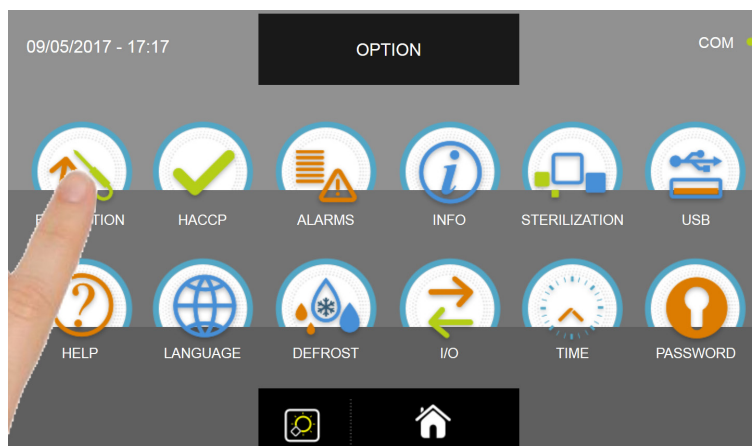 09/05/2017 - 17:17
OPTION
COM
HACCP
ALARMS
INFO
STERILIZATION
USB
HELP
LANGUAGE
DEFROST
I/O
TIME
PASSWORD